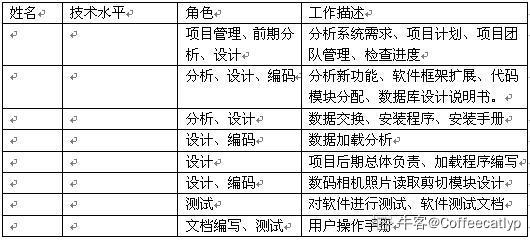 姓名 技术水平 角色 工作描述
项目管理、前期分 分析系统需求、项目计划、项目团
析、设计 队管理、检查进度
分析、设计、编码 分析新功能、软件框架扩展、代码
模块分配、数据库设计说明书。
分析、设计 数据交换、安装程序、安装手册
设计、编码 数据加载分析
设计 项目后期总体负责、加载程序编写
设计、编码 数码相机照片读取剪切模块设计
测试 对软件进行测试、软件测试文档
文档编写、测试 用户操作手册
牛客@Coffeecatlyp